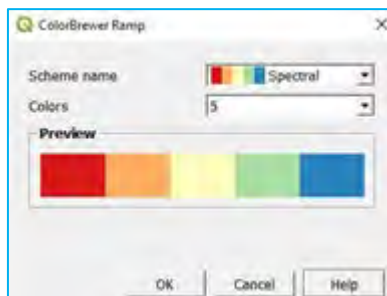 ColorBrewer Ramp
Scheme name Spectral
Colors 5
Preview
OK Cancel Help